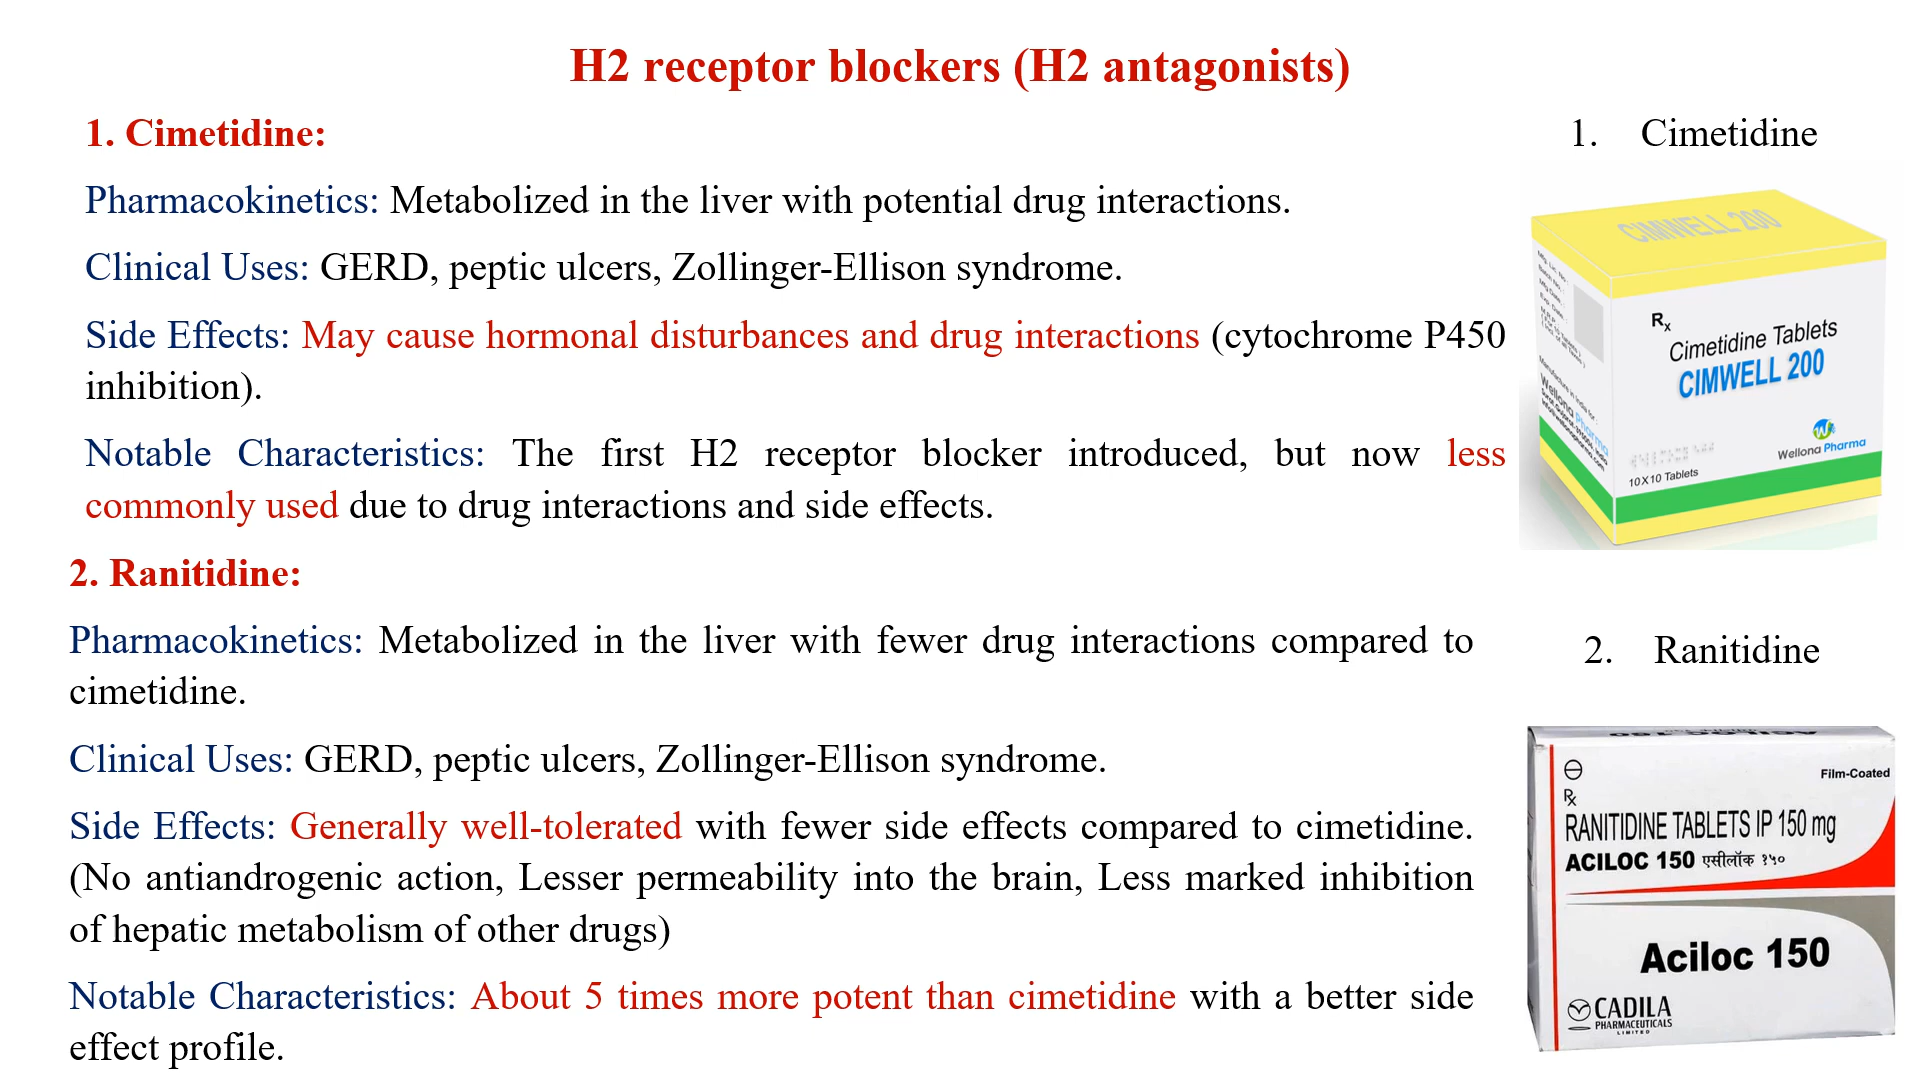 H2 receptor blockers (H2 antagonists)
1. Cimetidine:
Pharmacokinetics: Metabolized in the liver with potential drug interactions.
Clinical Uses: GERD, peptic ulcers, Zollinger-Ellison syndrome.
Side Effects: May cause hormonal disturbances and drug interactions (cytochrome P450
inhibition).
Notable Characteristics: The first H2 receptor blocker introduced, but now less
commonly used due to drug interactions and side effects.
2. Ranitidine:
Pharmacokinetics: Metabolized in the liver with fewer drug interactions compared to
cimetidine.
Clinical Uses: GERD, peptic ulcers, Zollinger-Ellison syndrome.
Side Effects: Generally well-tolerated with fewer side effects compared to cimetidine.
(No antiandrogenic action, Lesser permeability into the brain, Less marked inhibition
of hepatic metabolism of other drugs)
Notable Characteristics: About 5 times more potent than cimetidine with a better side
effect profile.
1. Cimetidine
CIMWELL 200
Rx
Cimetidine Tablets
CIMWELL 200
Wellona Pharma
10X10 Tablets
Wellona Pharma
2. Ranitidine
Film-Coated
Rx
RANITIDINE TABLETS IP 150 mg
ACILOC 150 एसीलॉक १५०
Aciloc 150
CADILA
PHARMACEUTICALS
LIMITED